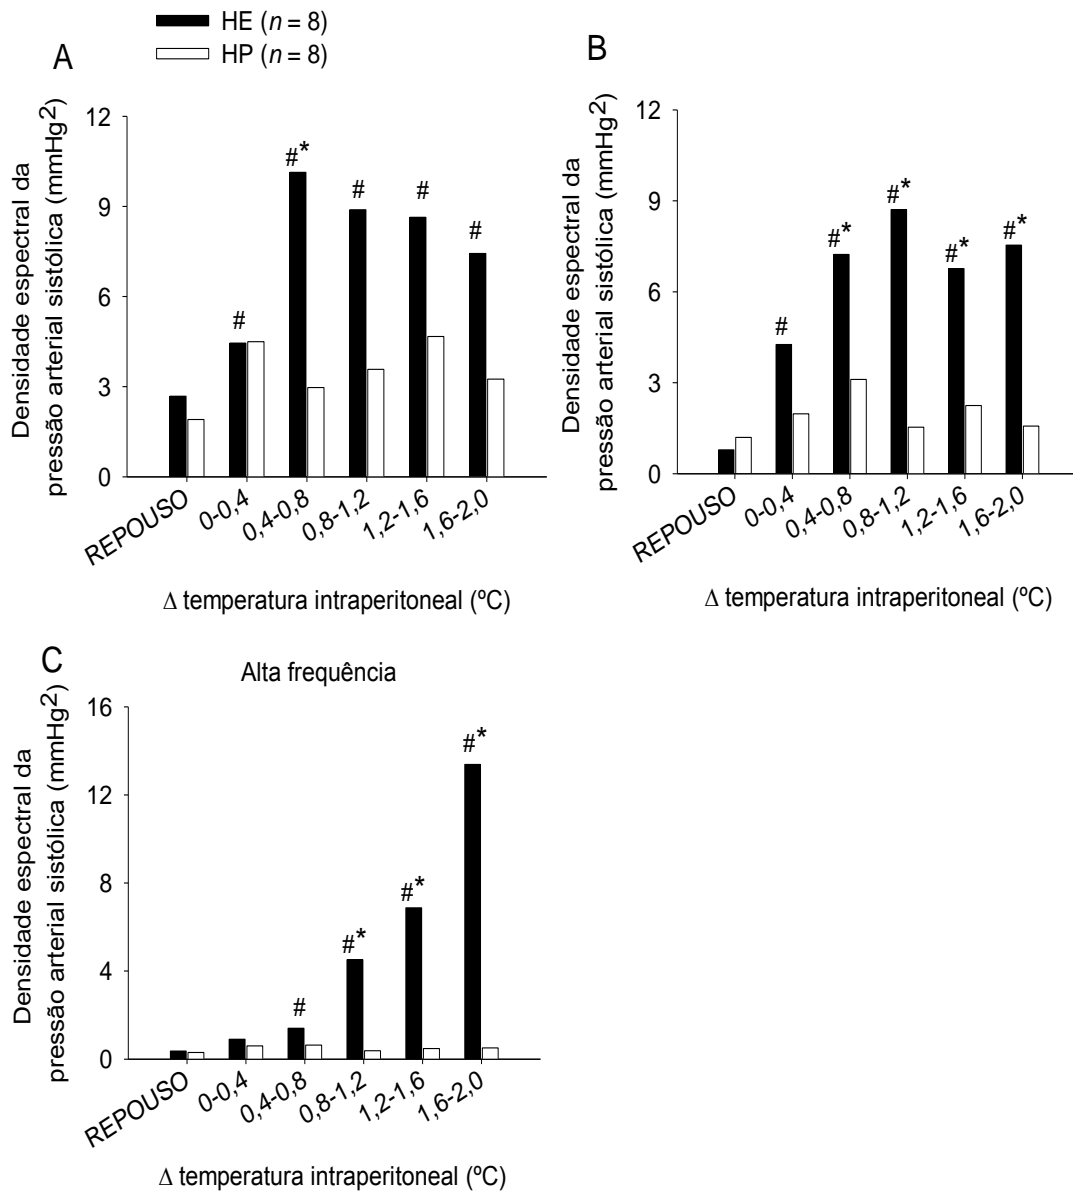 HE (n = 8)
HP (n = 8)
A
Densidade espectral da
pressão arterial sistólica (mmHg²)
12
9
6
3
0
#
#*
#
#
#
REPOUSO
0-0,4
0,4-0,8
0,8-1,2
1,2-1,6
1,6-2,0
Δ temperatura intraperitoneal (ºC)
B
Densidade espectral da
pressão arterial sistólica (mmHg²)
12
9
6
3
0
#
#*
#*
#*
#*
REPOUSO
0-0,4
0,4-0,8
0,8-1,2
1,2-1,6
1,6-2,0
Δ temperatura intraperitoneal (ºC)
C
Alta frequência
Densidade espectral da
pressão arterial sistólica (mmHg²)
16
12
8
4
0
#
#*
#*
#*
REPOUSO
0-0,4
0,4-0,8
0,8-1,2
1,2-1,6
1,6-2,0
Δ temperatura intraperitoneal (ºC)